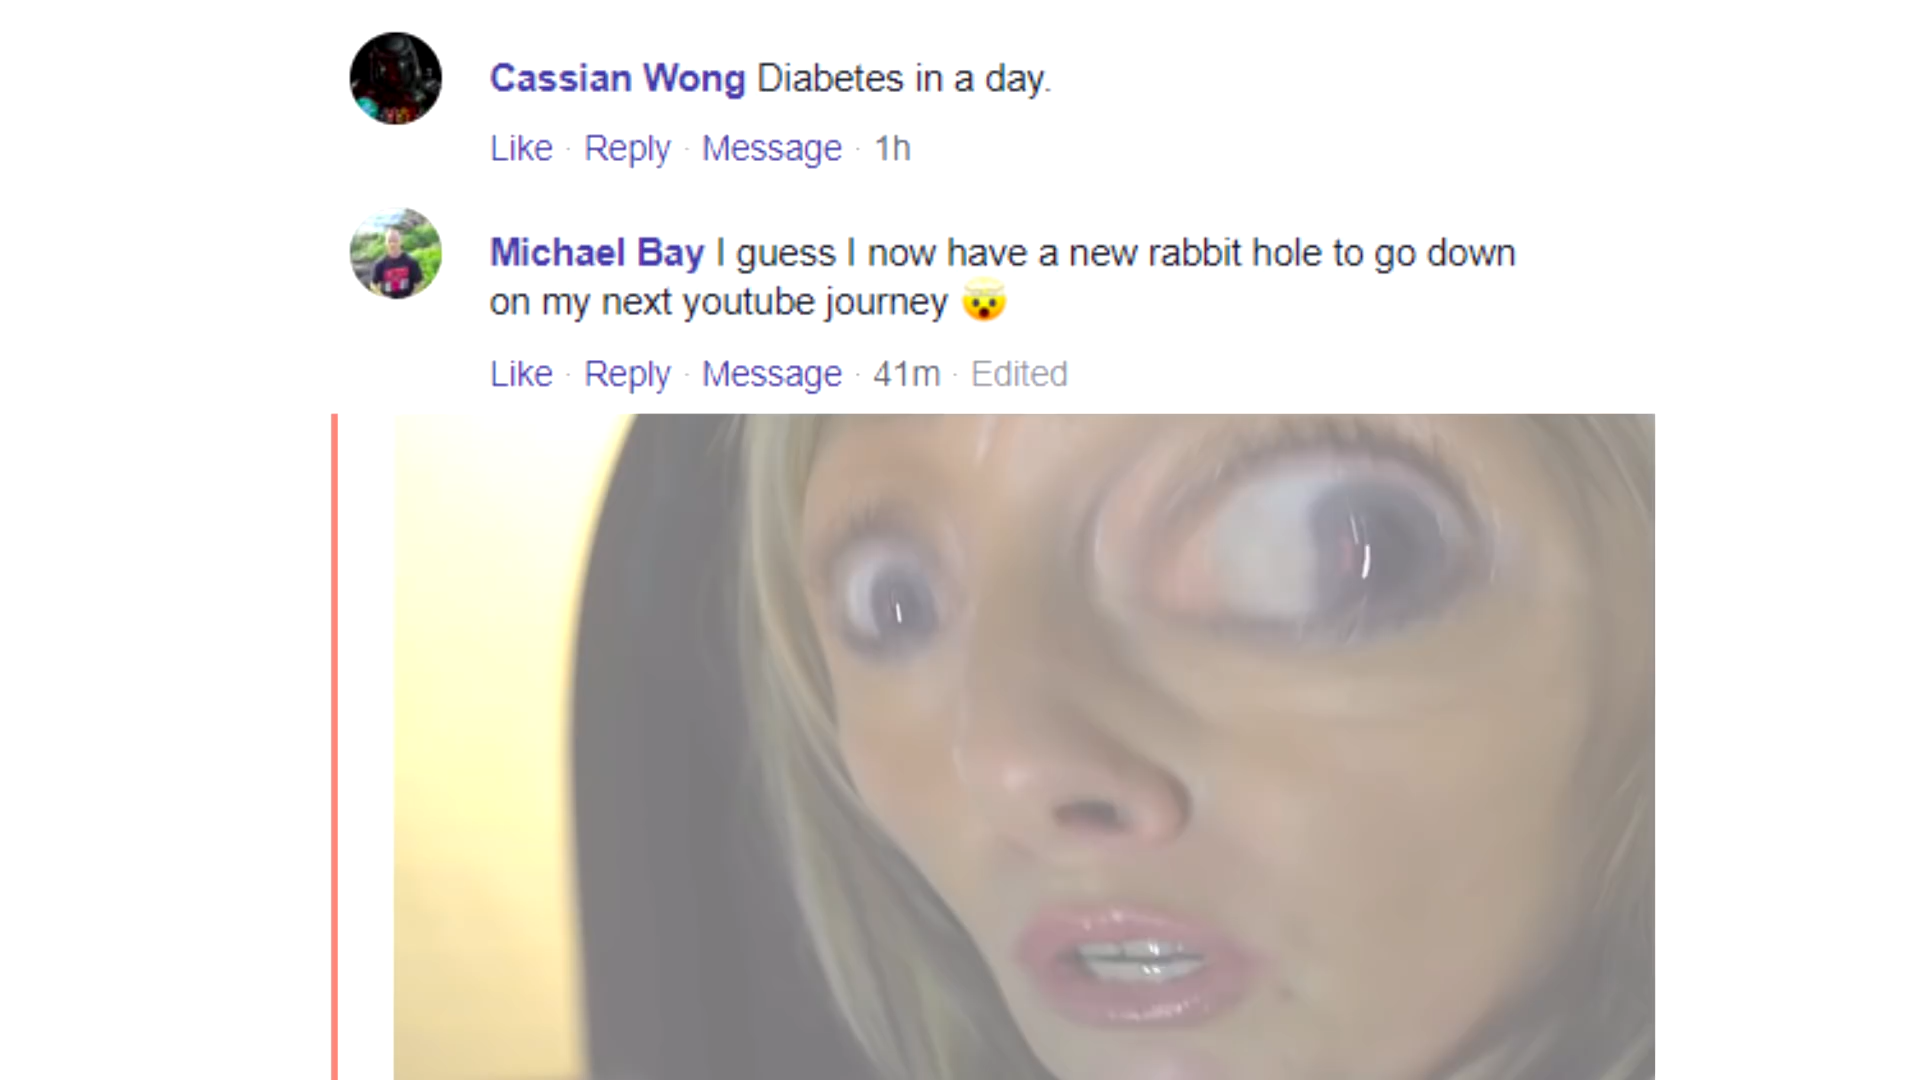 Cassian Wong Diabetes in a day.
Like · Reply · Message · 1h
Michael Bay I guess I now have a new rabbit hole to go down
on my next youtube journey 🤯
Like · Reply · Message · 41m · Edited